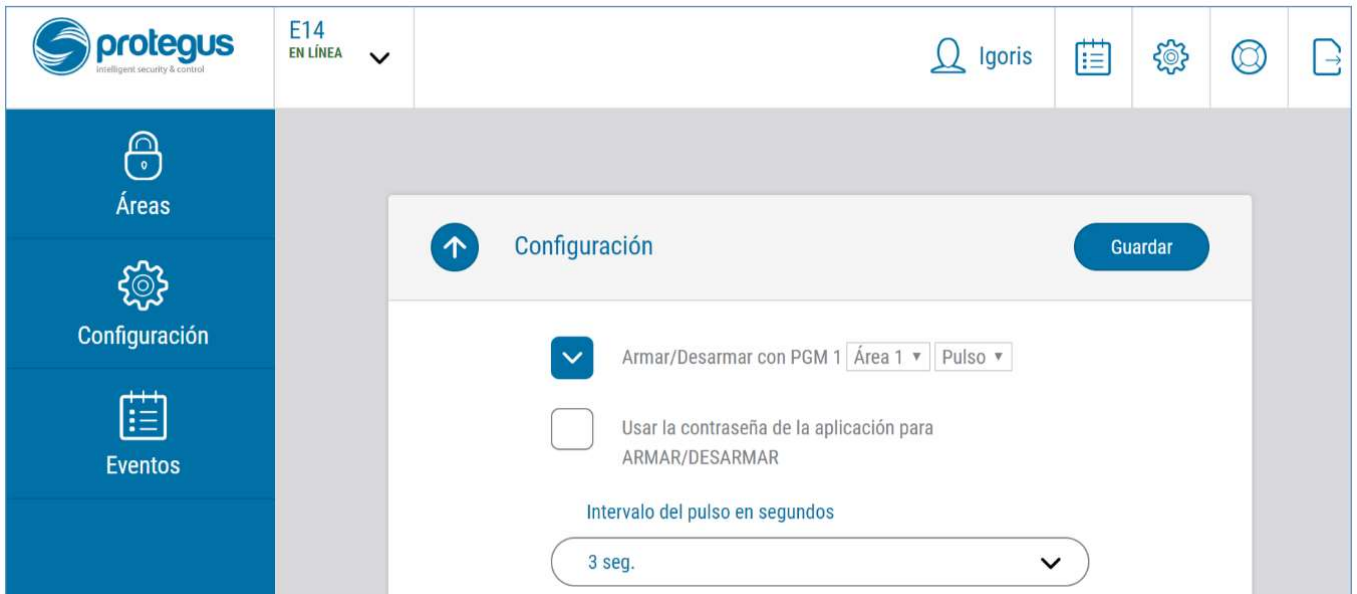 protegus
intelligent security & control
E14
EN LÍNEA
Igoris
Áreas
Configuración
Eventos
Configuración
Guardar
Armar/Desarmar con PGM 1 Área 1 Pulso
Usar la contraseña de la aplicación para
ARMAR/DESARMAR
Intervalo del pulso en segundos
3 seg.